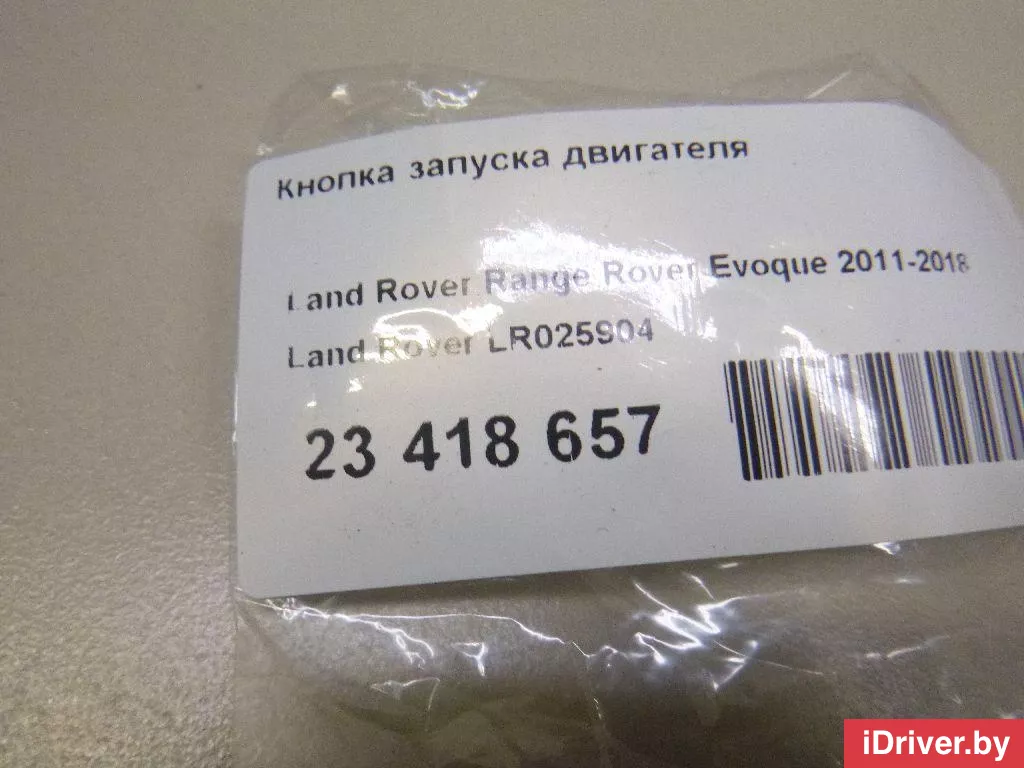 Кнопка запуска двигателя
Land Rover Range Rover Evoque 2011-2018
Land Rover LR025904
23 418 657
iDriver.by